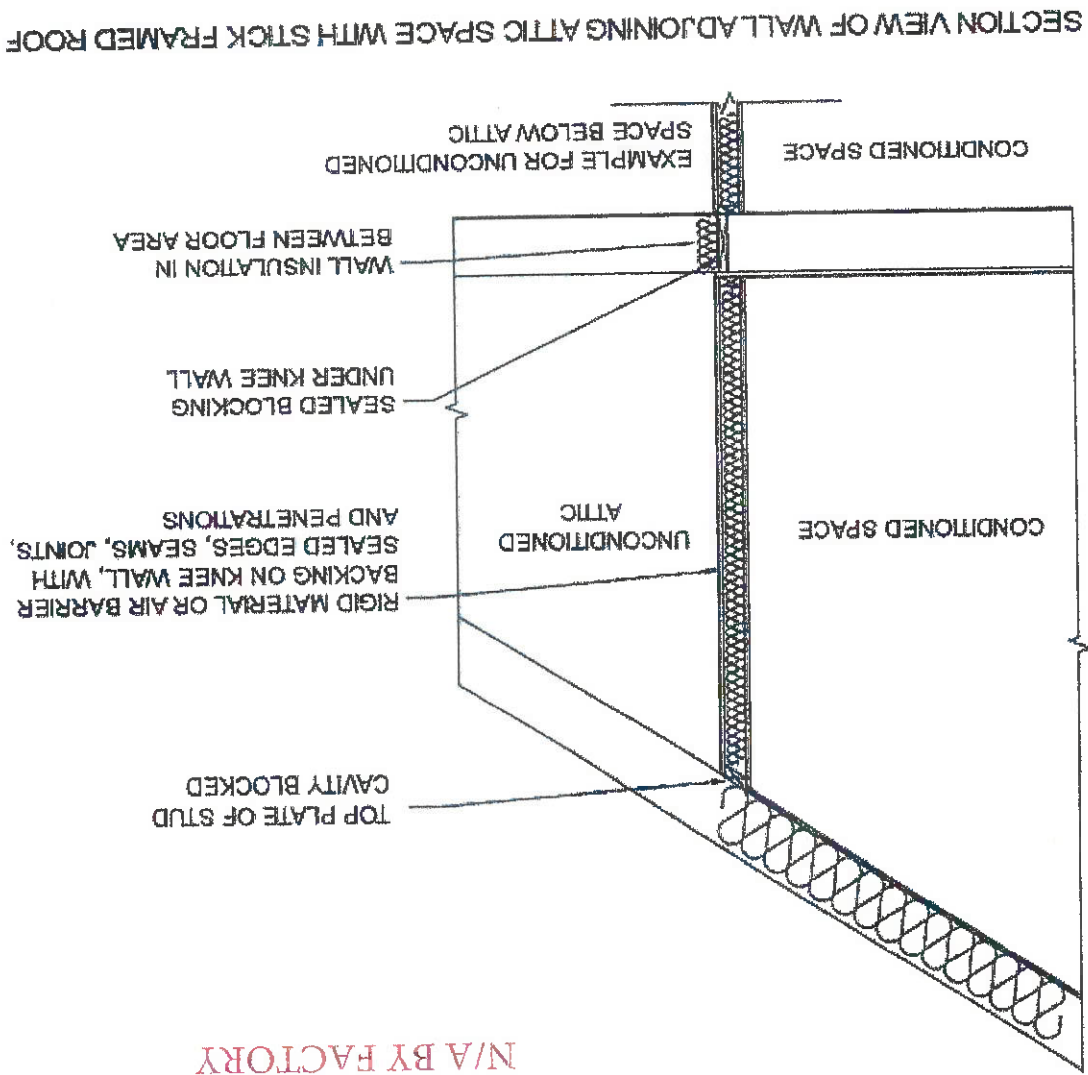 N/A BY FACTORY
TOP PLATE OF STUD
CAVITY BLOCKED
CONDITIONED SPACE
UNCONDITIONED
ATTIC
RIGID MATERIAL OR AIR BARRIER
BACKING ON KNEE WALL, WITH
SEALED EDGES, SEAMS, JOINTS,
AND PENETRATIONS
SEALED BLOCKING
UNDER KNEE WALL
WALL INSULATION IN
BETWEEN FLOOR AREA
CONDITIONED SPACE
EXAMPLE FOR UNCONDITIONED
SPACE BELOW ATTIC
SECTION VIEW OF WALL ADJOINING ATTIC SPACE WITH STICK FRAMED ROOF